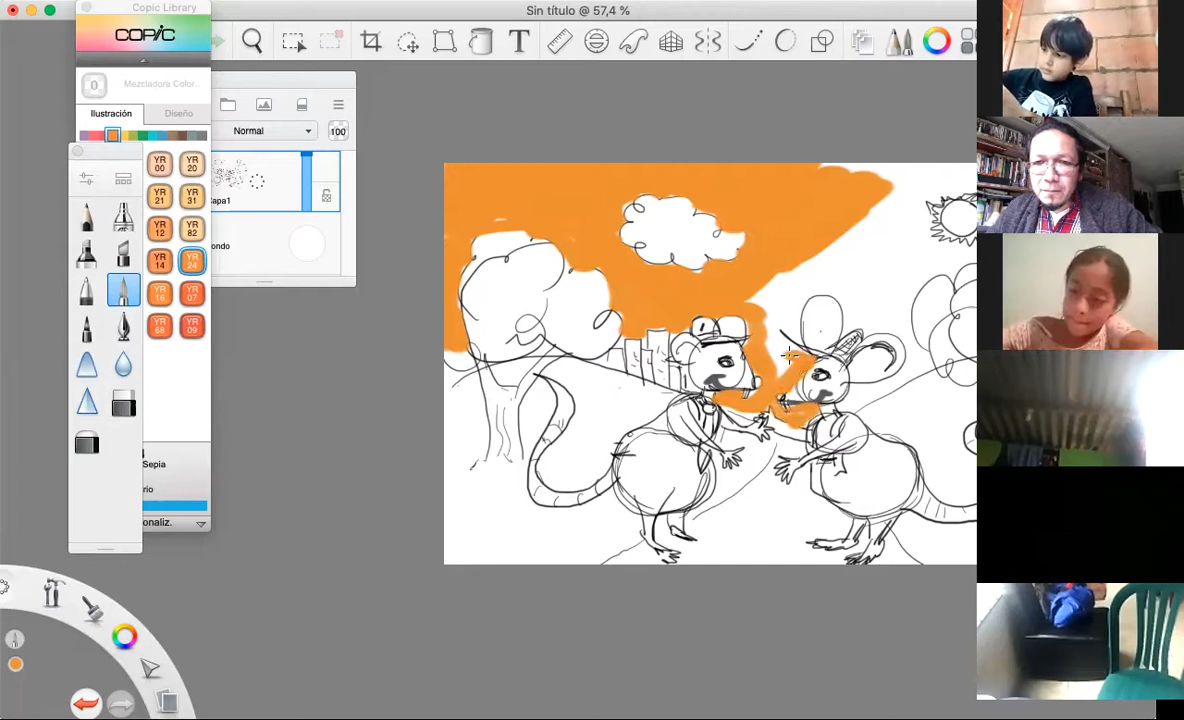 Copic Library
Sin título @ 57,4 %
COPIC
T
0
Mezcladora Color...
Ilustración
Diseño
Normal
100
YR 00
YR 20
YR 21
YR 31
YR 12
YR 82
YR 14
YR 24
YR 16
YR 07
YR 68
YR 09
Capa1
ondo
Sepia
rio
onaliz.